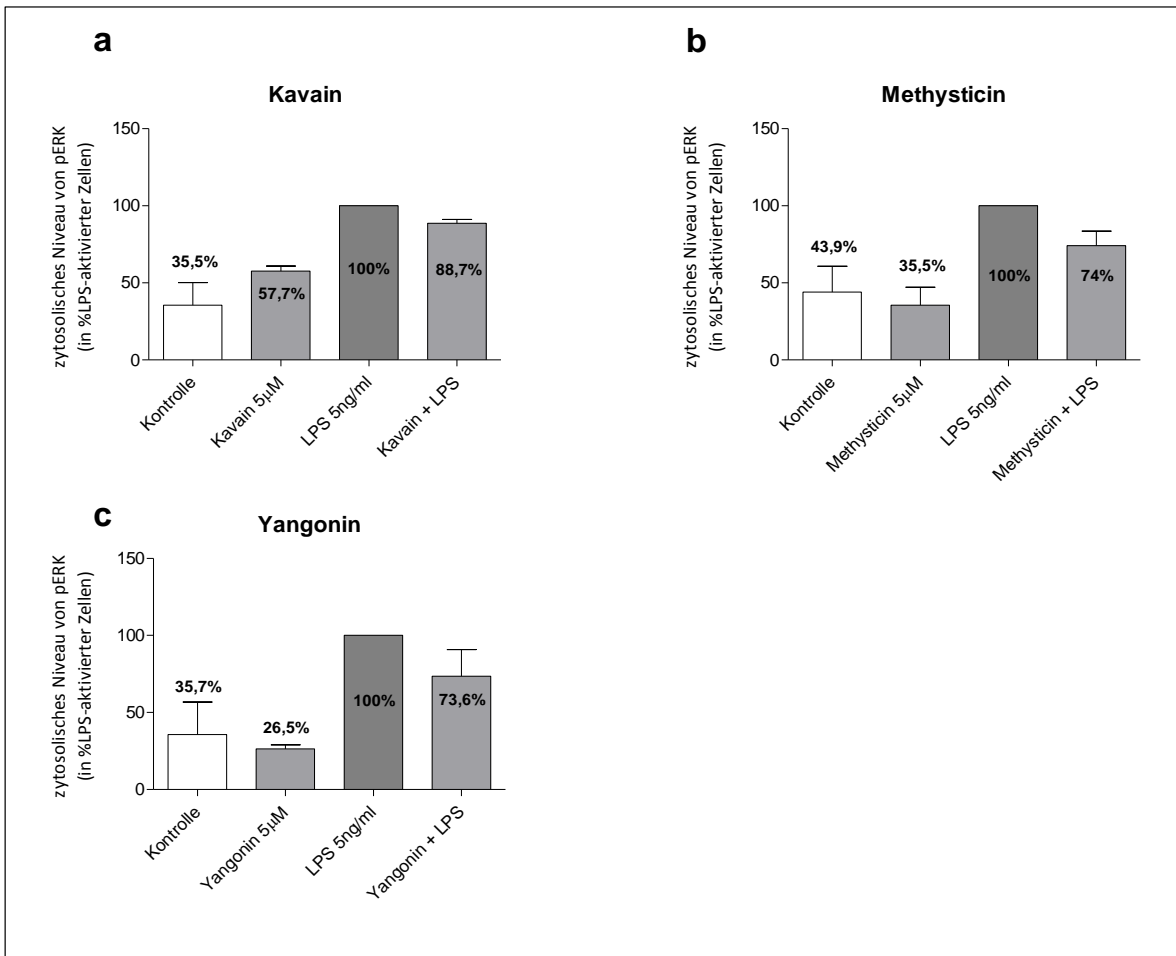 a
Kavain
zytosolisches Niveau von pERK
(in %LPS-aktivierter Zellen)
150
100
50
0
35,5%
57,7%
100%
88,7%
Kontrolle
Kavain 5µM
LPS 5ng/ml
Kavain + LPS
b
Methysticin
zytosolisches Niveau von pERK
(in %LPS-aktivierter Zellen)
150
100
50
0
43,9%
35,5%
100%
74%
Kontrolle
Methysticin 5µM
LPS 5ng/ml
Methysticin + LPS
c
Yangonin
zytosolisches Niveau von pERK
(in %LPS-aktivierter Zellen)
150
100
50
0
35,7%
26,5%
100%
73,6%
Kontrolle
Yangonin 5µM
LPS 5ng/ml
Yangonin + LPS